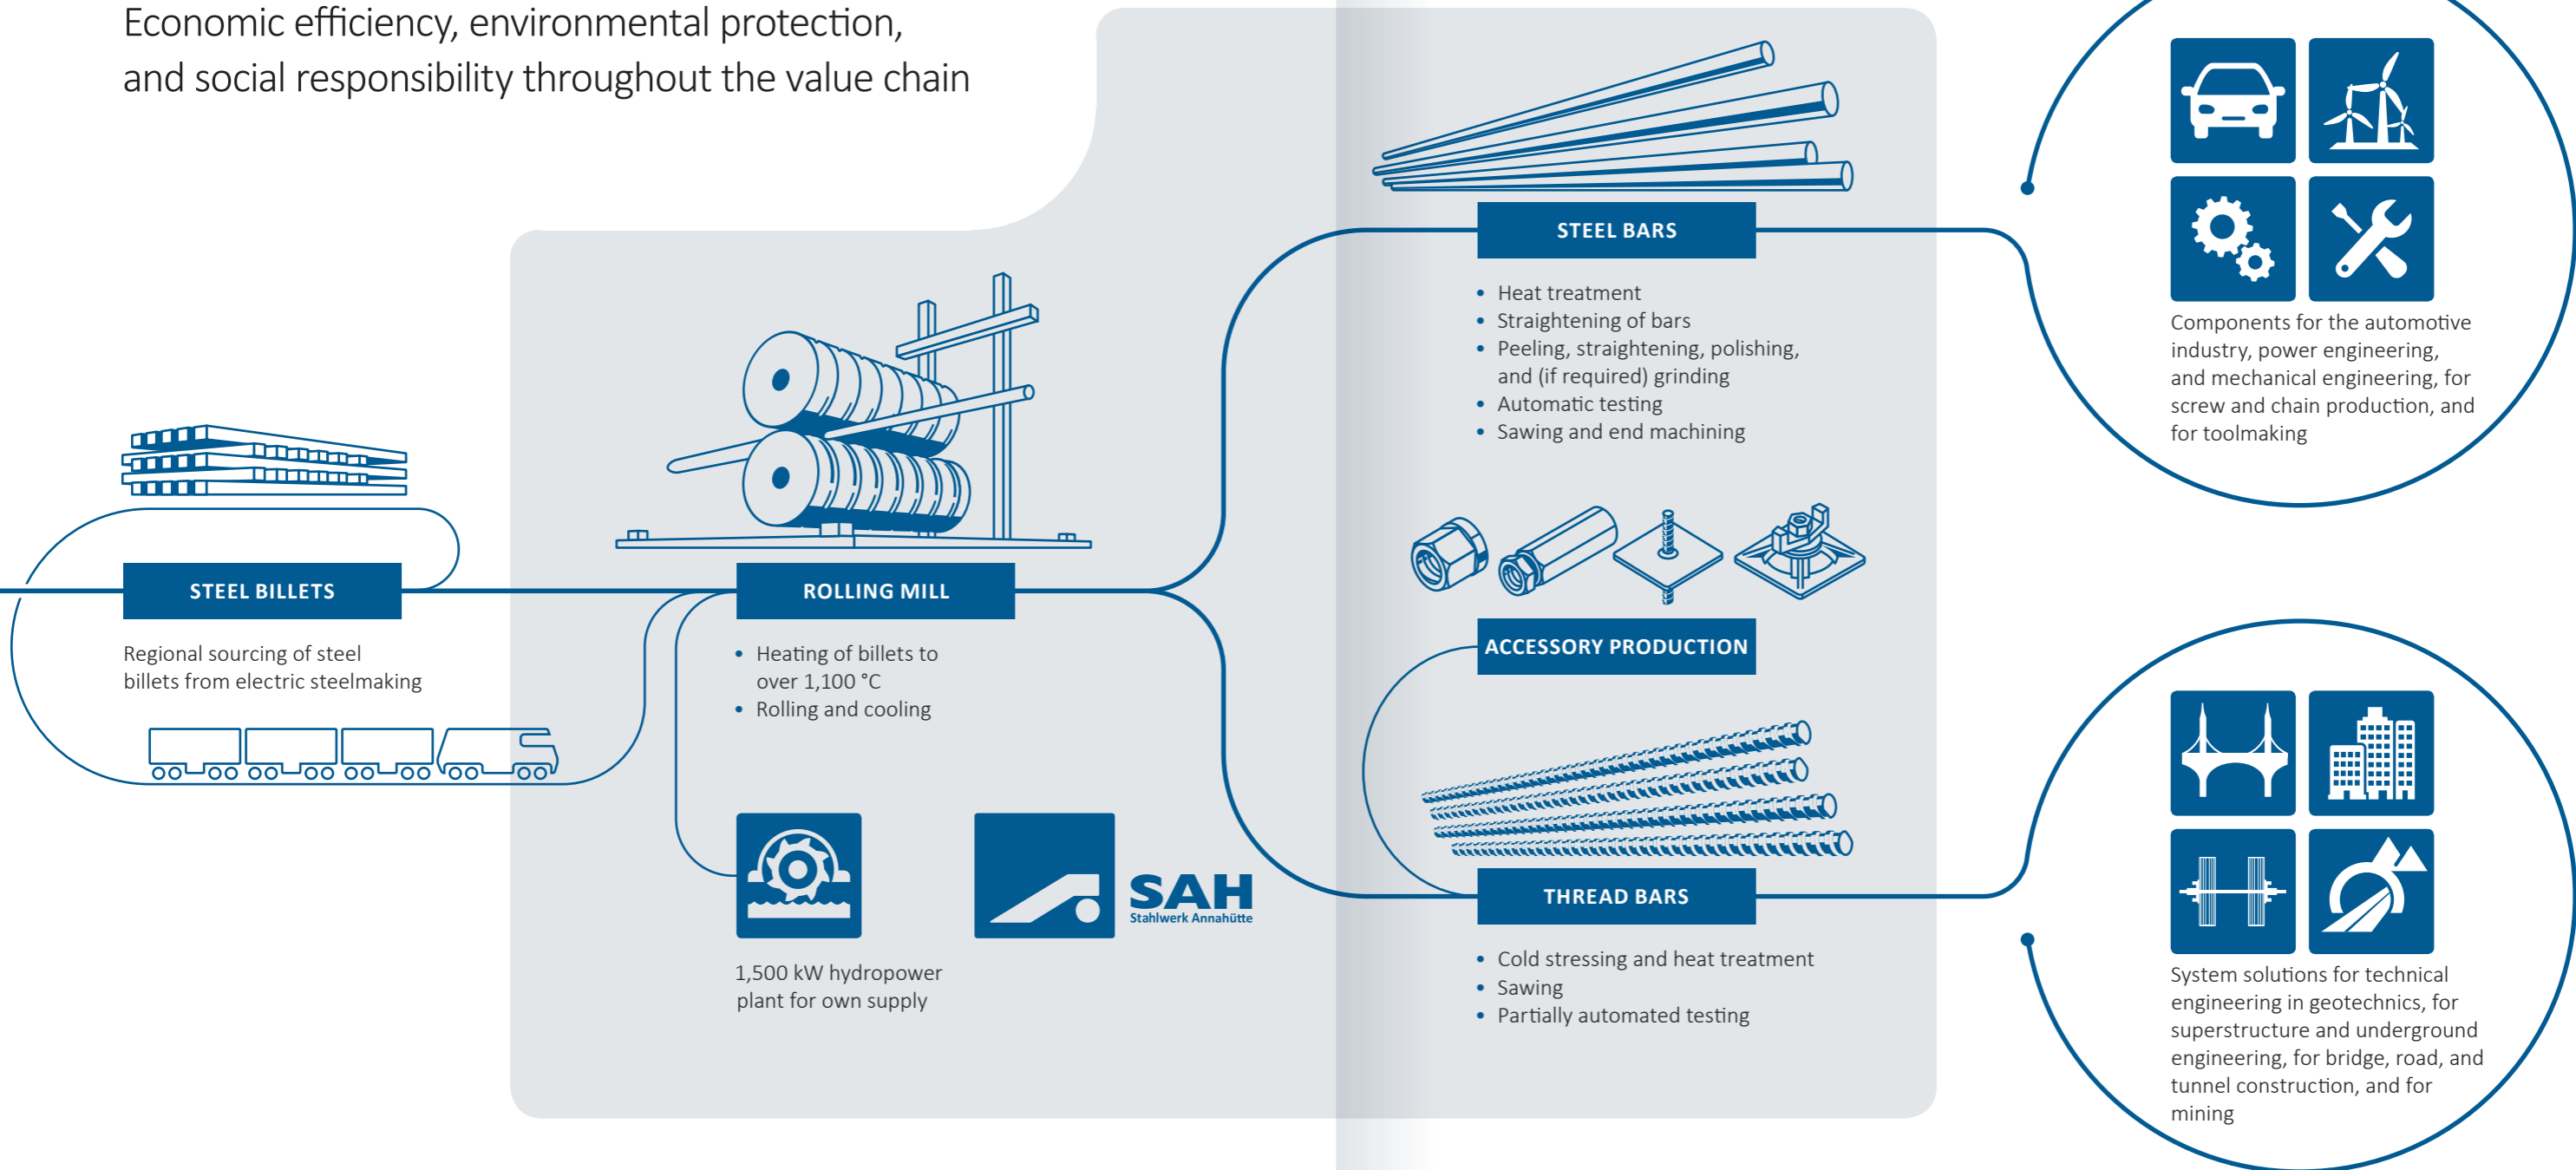 Economic efficiency, environmental protection,
and social responsibility throughout the value chain
STEEL BILLETS
Regional sourcing of steel
billets from electric steelmaking
ROLLING MILL
• Heating of billets to
over 1,100 °C
• Rolling and cooling
1,500 kW hydropower
plant for own supply
SAH
Stahlwerk Annahütte
STEEL BARS
• Heat treatment
• Straightening of bars
• Peeling, straightening, polishing,
and (if required) grinding
• Automatic testing
• Sawing and end machining
ACCESSORY PRODUCTION
THREAD BARS
• Cold stressing and heat treatment
• Sawing
• Partially automated testing
Components for the automotive
industry, power engineering,
and mechanical engineering, for
screw and chain production, and
for toolmaking
System solutions for technical
engineering in geotechnics, for
superstructure and underground
engineering, for bridge, road, and
tunnel construction, and for
mining